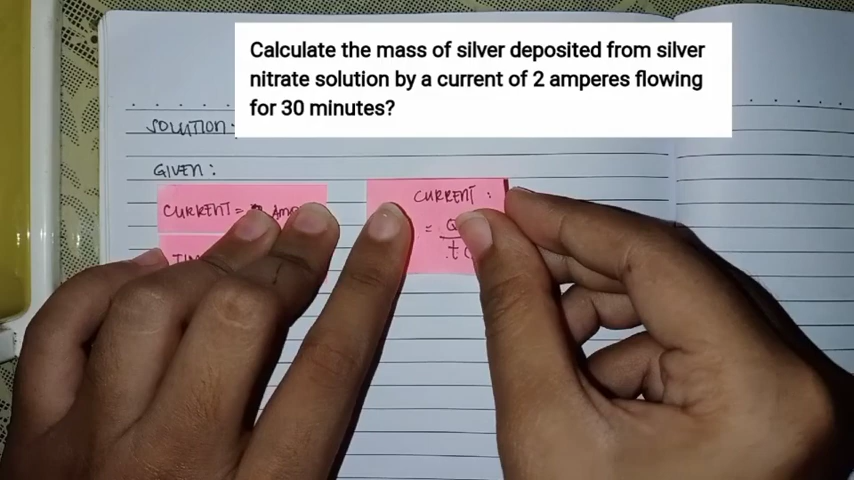 Calculate the mass of silver deposited from silver
nitrate solution by a current of 2 amperes flowing
for 30 minutes?
SOLUTION:
GIVEN:
CURRENT =
CURRENT :
= Q
t